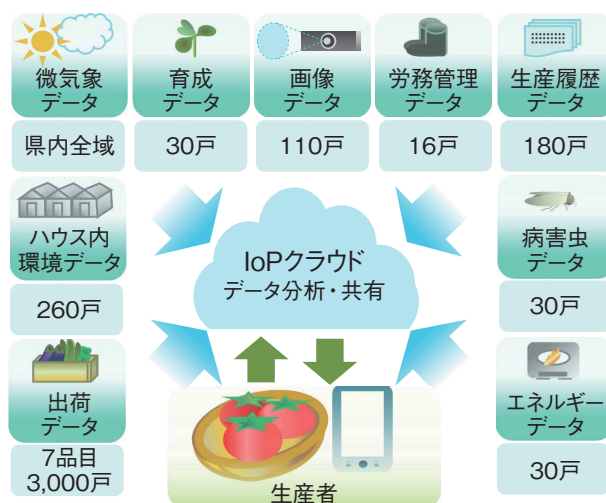 微気象
データ
県内全域
育成
データ
30戸
画像
データ
110戸
労務管理
データ
16戸
生産履歴
データ
180戸
ハウス内
環境データ
260戸
IoPクラウド
データ分析・共有
病害虫
データ
30戸
出荷
データ
7品目
3,000戸
生産者
エネルギー
データ
30戸